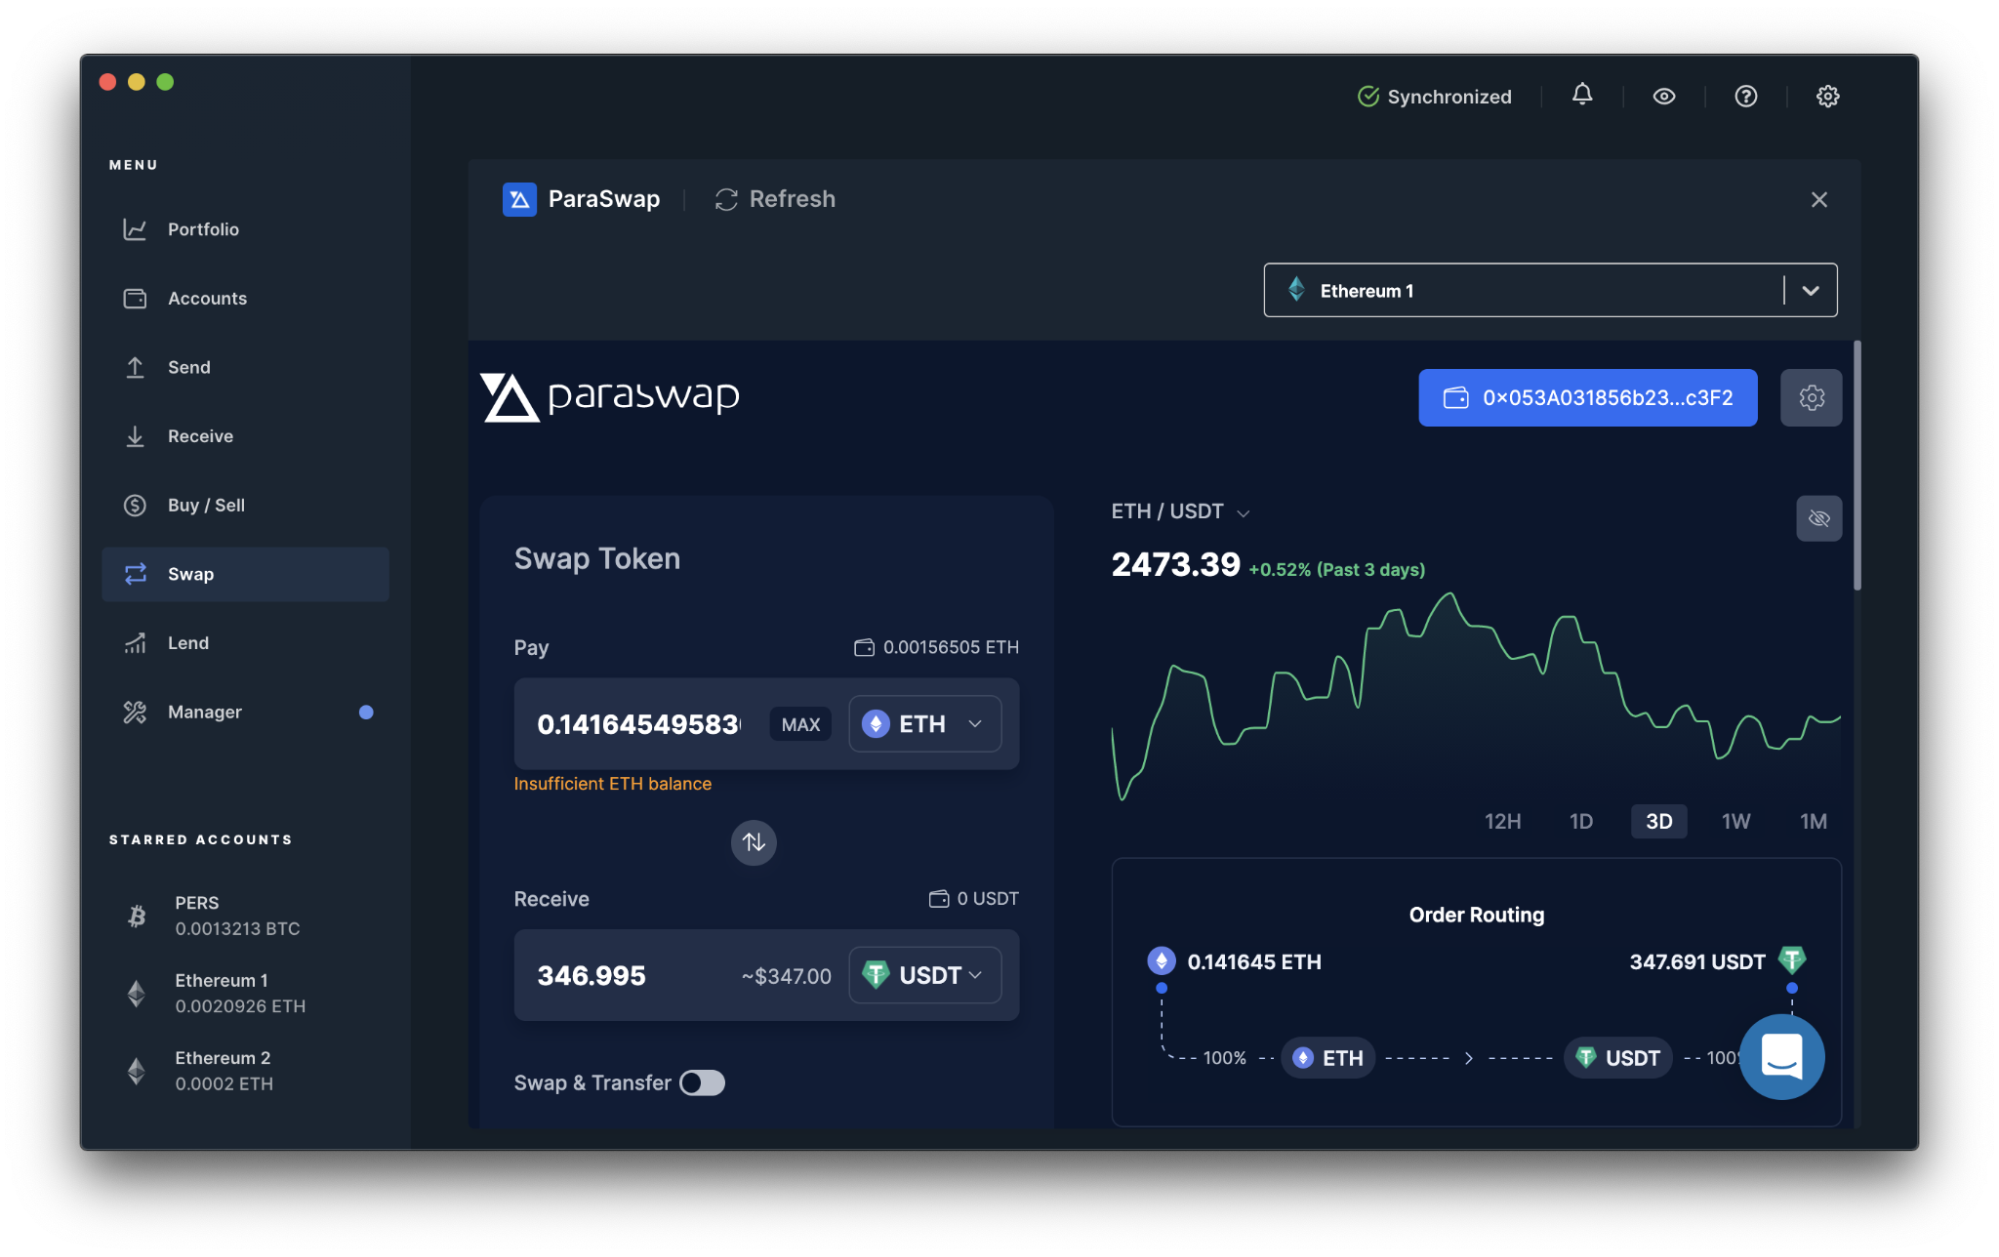 Synchronized
MENU
Portfolio
Accounts
Send
Receive
Buy / Sell
Swap
Lend
Manager
STARRED ACCOUNTS
PERS
0.0013213 BTC
Ethereum 1
0.0020926 ETH
Ethereum 2
0.0002 ETH
ParaSwap
Refresh
Ethereum 1
paraswap
0×053A031856b23...c3F2
Swap Token
Pay
0.00156505 ETH
0.14164549583
MAX
ETH
Insufficient ETH balance
Receive
0 USDT
346.995
~$347.00
USDT
Swap & Transfer
ETH / USDT
2473.39 +0.52% (Past 3 days)
12H 1D 3D 1W 1M
Order Routing
0.141645 ETH
347.691 USDT
100% ETH USDT 100